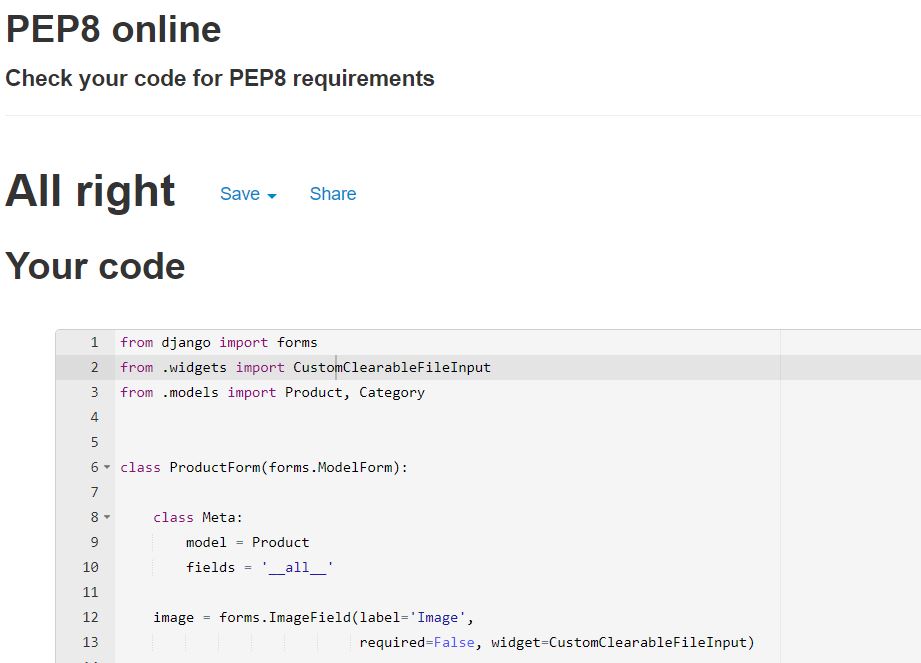 PEP8 online
Check your code for PEP8 requirements
All right Save Share
Your code
1 from django import forms
2 from .widgets import CustomClearableFileInput
3 from .models import Product, Category
4
5
6 class ProductForm(forms.ModelForm):
7
8     class Meta:
9         model = Product
10         fields = '__all__'
11
12     image = forms.ImageField(label='Image',
13                              required=False, widget=CustomClearableFileInput)